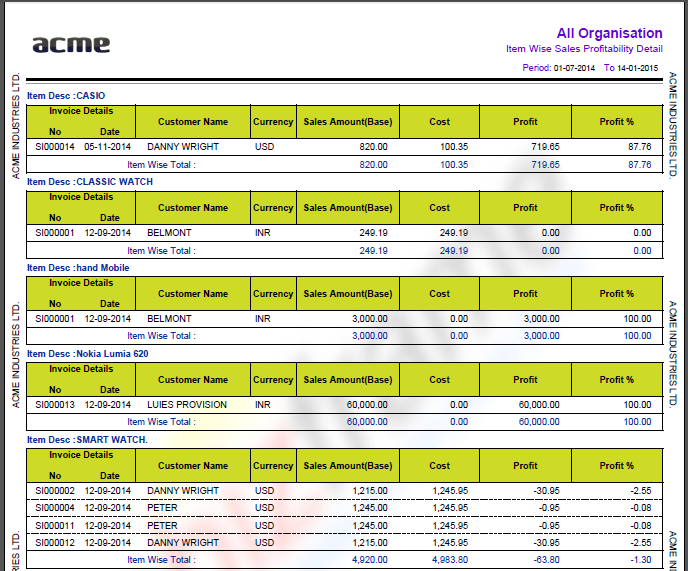 acme
All Organisation
Item Wise Sales Profitability Detail
Period: 01-07-2014 To 14-01-2015
ACME INDUSTRIES LTD.
ACME INDUSTRIES LTD.
Item Desc :CASIO
Invoice Details
No Date Customer Name Currency Sales Amount(Base) Cost Profit Profit %
SI000014 05-11-2014 DANNY WRIGHT USD 820.00 100.35 719.65 87.76
Item Wise Total : 820.00 100.35 719.65 87.76
Item Desc :CLASSIC WATCH
Invoice Details
No Date Customer Name Currency Sales Amount(Base) Cost Profit Profit %
SI000001 12-09-2014 BELMONT INR 249.19 249.19 0.00 0.00
Item Wise Total : 249.19 249.19 0.00 0.00
Item Desc :hand Mobile
Invoice Details
No Date Customer Name Currency Sales Amount(Base) Cost Profit Profit %
SI000001 12-09-2014 BELMONT INR 3,000.00 0.00 3,000.00 100.00
Item Wise Total : 3,000.00 0.00 3,000.00 100.00
ACME INDUSTRIES LTD.
ACME INDUSTRIES LTD.
Item Desc :Nokia Lumia 620
Invoice Details
No Date Customer Name Currency Sales Amount(Base) Cost Profit Profit %
SI000013 12-09-2014 LUIES PROVISION INR 60,000.00 0.00 60,000.00 100.00
Item Wise Total : 60,000.00 0.00 60,000.00 100.00
Item Desc :SMART WATCH.
Invoice Details
No Date Customer Name Currency Sales Amount(Base) Cost Profit Profit %
SI000002 12-09-2014 DANNY WRIGHT USD 1,215.00 1,245.95 -30.95 -2.55
SI000004 12-09-2014 PETER USD 1,245.00 1,245.95 -0.95 -0.08
SI000011 12-09-2014 PETER USD 1,245.00 1,245.95 -0.95 -0.08
SI000012 12-09-2014 DANNY WRIGHT USD 1,215.00 1,245.95 -30.95 -2.55
Item Wise Total : 4,920.00 4,983.80 -63.80 -1.30
RIES LTD.
ACME IN